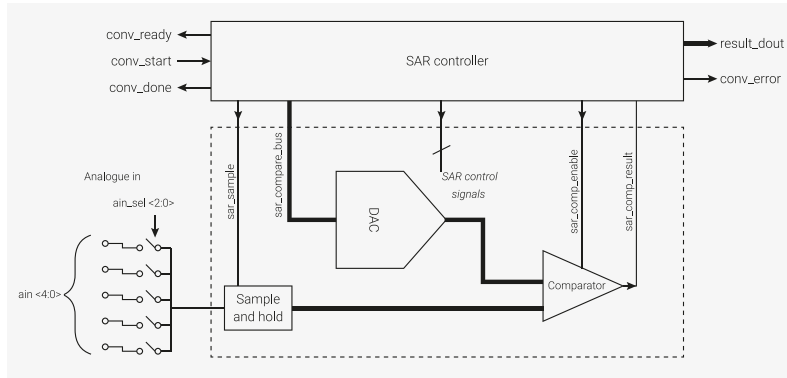 conv_ready
conv_start
conv_done
SAR controller
result_dout
conv_error
sar_sample
sar_compare_bus
SAR control
signals
sar_comp_enable
sar_comp_result
Analogue in
ain_sel <2:0>
DAC
ain <4:0>
Sample
and hold
Comparator